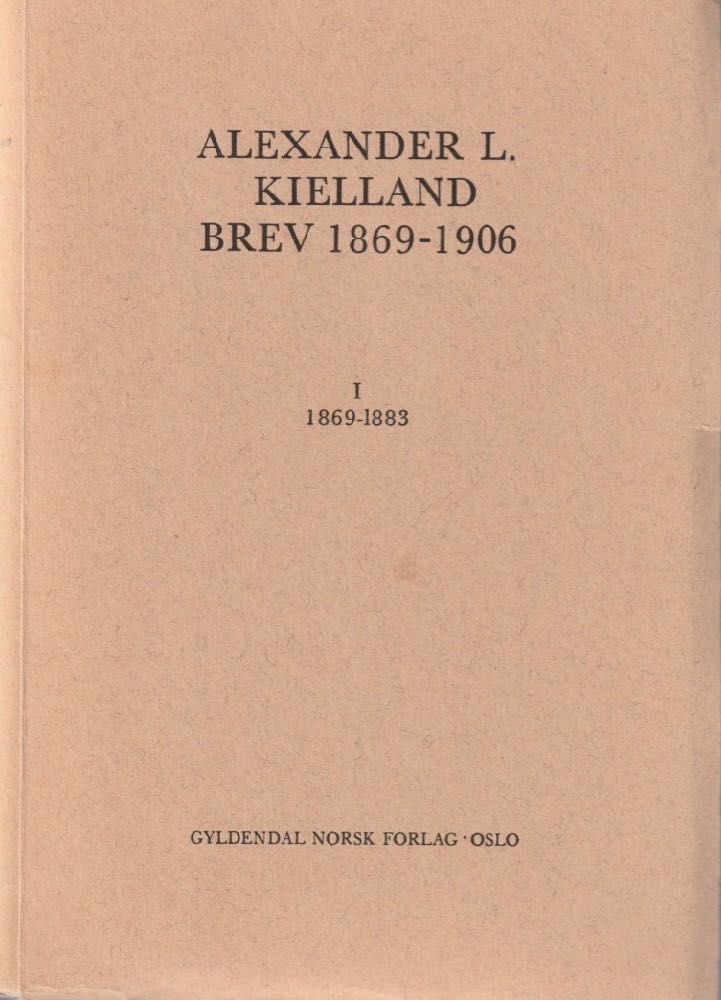 ALEXANDER L.
KIELLAND
BREV 1869-1906
I
1869-1883
GYLDENDAL NORSK FORLAG · OSLO